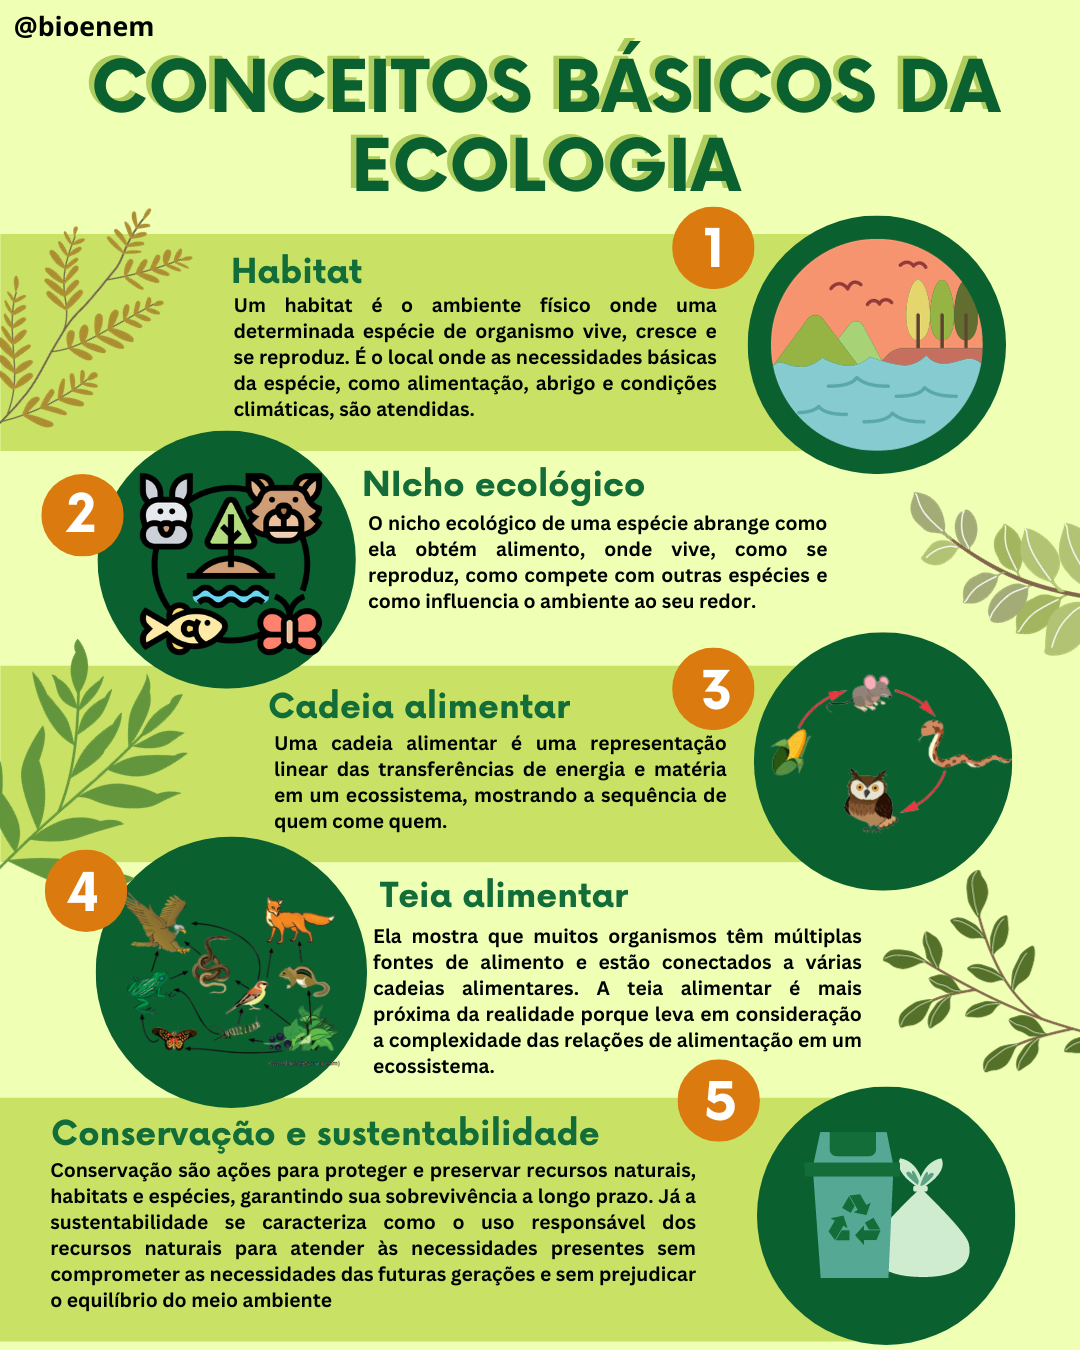 @bioenem
CONCEITOS BÁSICOS DA
ECOLOGIA
1
Habitat
Um habitat é o ambiente físico onde uma
determinada espécie de organismo vive, cresce e
se reproduz. É o local onde as necessidades básicas
da espécie, como alimentação, abrigo e condições
climáticas, são atendidas.
2
NIcho ecológico
O nicho ecológico de uma espécie abrange como
ela obtém alimento, onde vive, como se
reproduz, como compete com outras espécies e
como influencia o ambiente ao seu redor.
3
Cadeia alimentar
Uma cadeia alimentar é uma representação
linear das transferências de energia e matéria
em um ecossistema, mostrando a sequência de
quem come quem.
4
Teia alimentar
Ela mostra que muitos organismos têm múltiplas
fontes de alimento e estão conectados a várias
cadeias alimentares. A teia alimentar é mais
próxima da realidade porque leva em consideração
a complexidade das relações de alimentação em um
ecossistema.
5
Conservação e sustentabilidade
Conservação são ações para proteger e preservar recursos naturais,
habitats e espécies, garantindo sua sobrevivência a longo prazo. Já a
sustentabilidade se caracteriza como o uso responsável dos
recursos naturais para atender às necessidades presentes sem
comprometer as necessidades das futuras gerações e sem prejudicar
o equilíbrio do meio ambiente